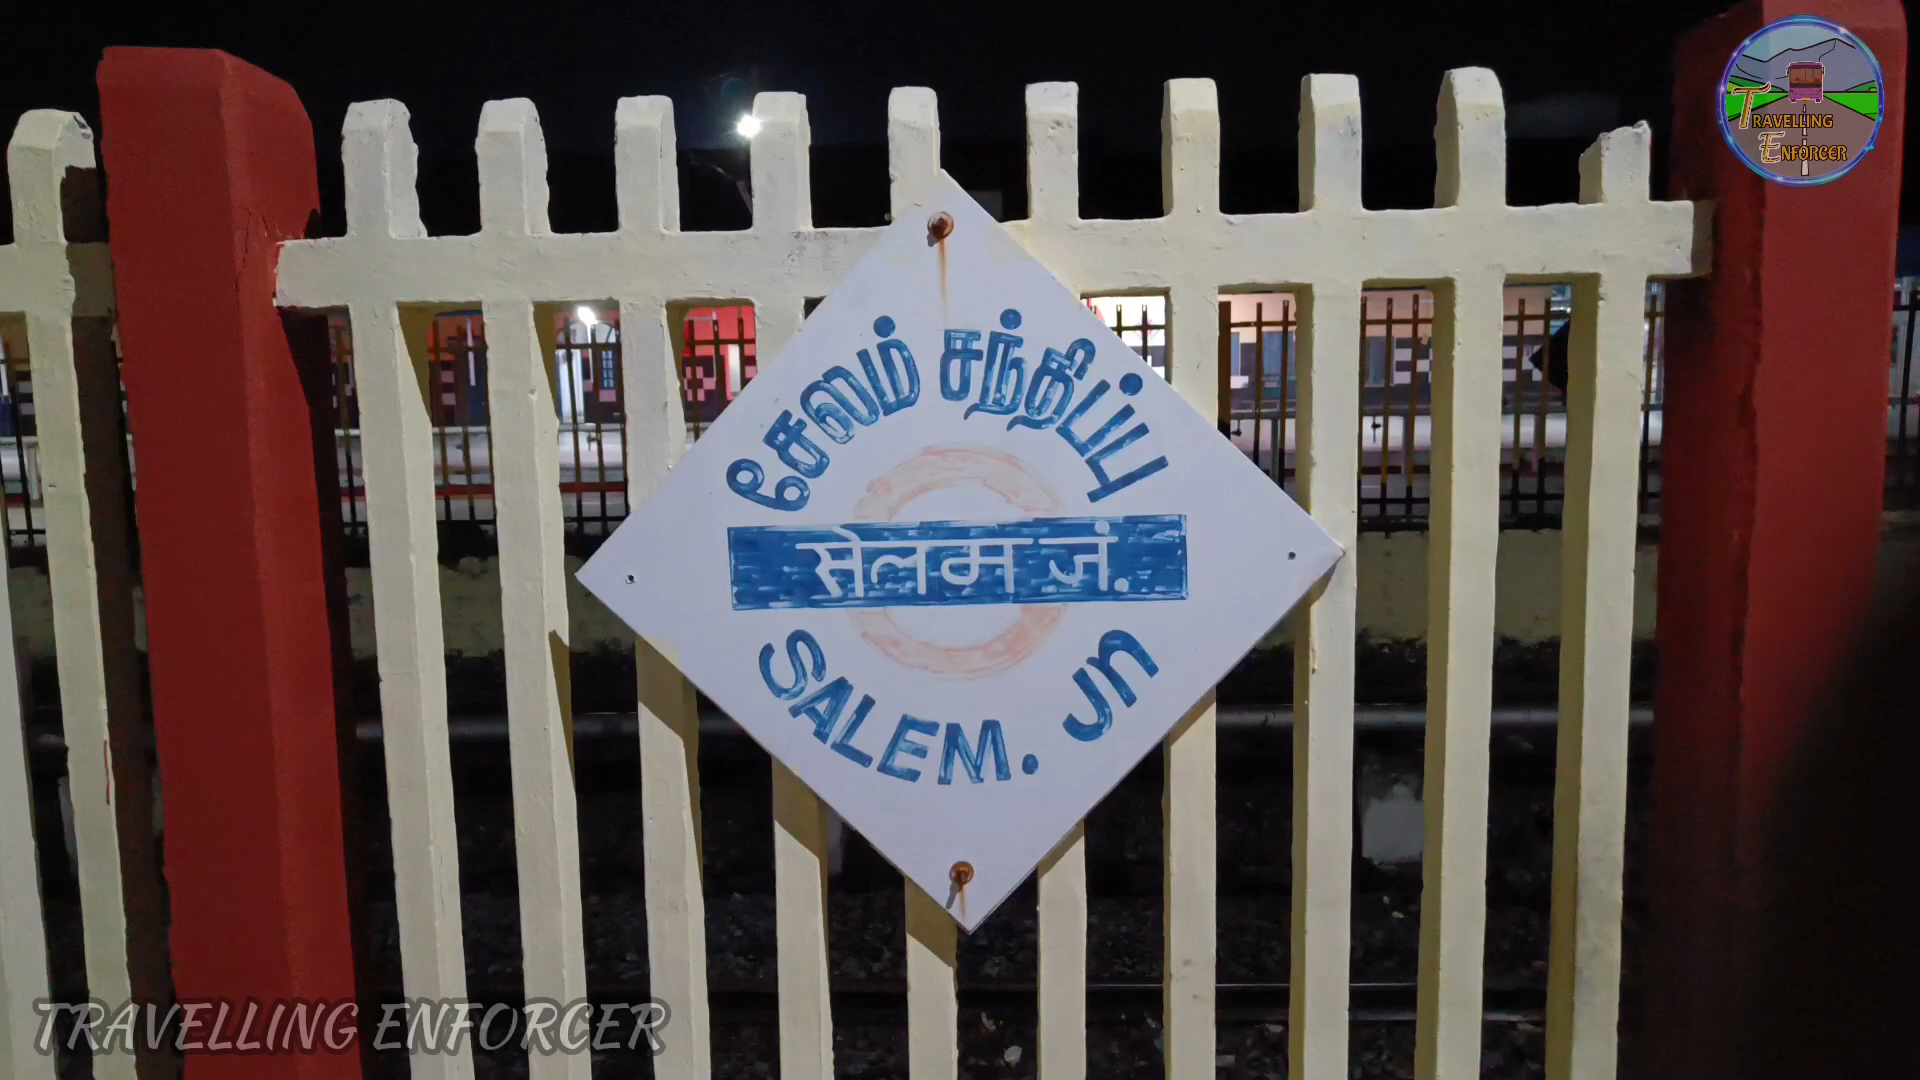 TRAVELLING
ENFORCER
சேலம் சந்திப்பு
सेलम जं.
SALEM. Jn
TRAVELLING ENFORCER